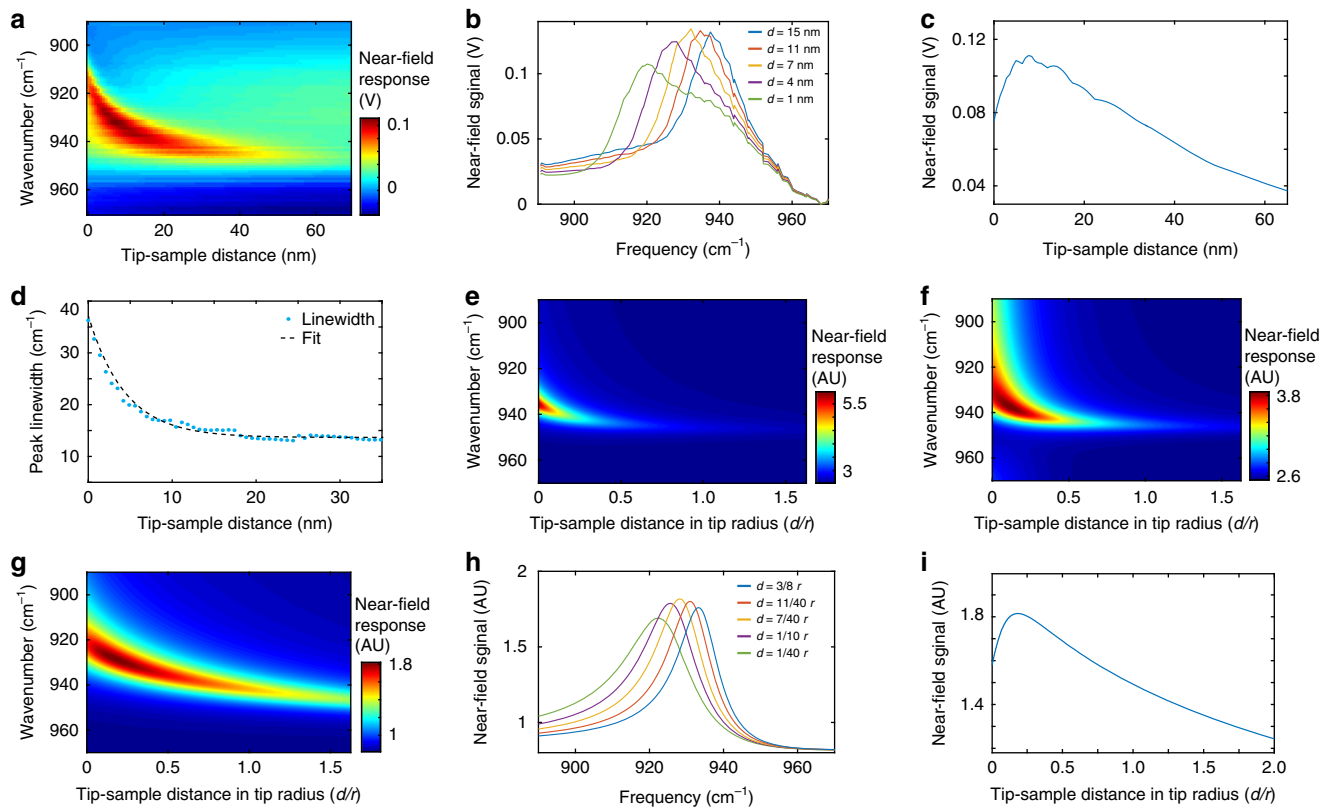 a
Wavenumber (cm⁻¹)
900
920
940
960
0 20 40 60
Tip-sample distance (nm)
Near-field
response
(V)
0.1
0
b
Near-field sginal (V)
0.1
0.05
0
900 920 940 960
Frequency (cm⁻¹)
d = 15 nm
d = 11 nm
d = 7 nm
d = 4 nm
d = 1 nm
c
Near-field sginal (V)
0.12
0.08
0.04
0 20 40 60
Tip-sample distance (nm)
d
Peak linewidth (cm⁻¹)
40
30
20
10
0 10 20 30
Tip-sample distance (nm)
Linewidth
Fit
e
Wavenumber (cm⁻¹)
900
920
940
960
0 0.5 1.0 1.5
Tip-sample distance in tip radius (d/r)
Near-field
response
(AU)
5.5
3
f
Wavenumber (cm⁻¹)
900
920
940
960
0 0.5 1.0 1.5
Tip-sample distance in tip radius (d/r)
Near-field
response
(AU)
3.8
2.6
g
Wavenumber (cm⁻¹)
900
920
940
960
0 0.5 1.0 1.5
Tip-sample distance in tip radius (d/r)
Near-field
response
(AU)
1.8
1
h
Near-field sginal (AU)
2
1.5
1
900 920 940 960
Frequency (cm⁻¹)
d = 3/8 r
d = 11/40 r
d = 7/40 r
d = 1/10 r
d = 1/40 r
i
Near-field sginal (AU)
1.8
1.6
1.4
0 0.5 1.0 1.5 2.0
Tip-sample distance in tip radius (d/r)